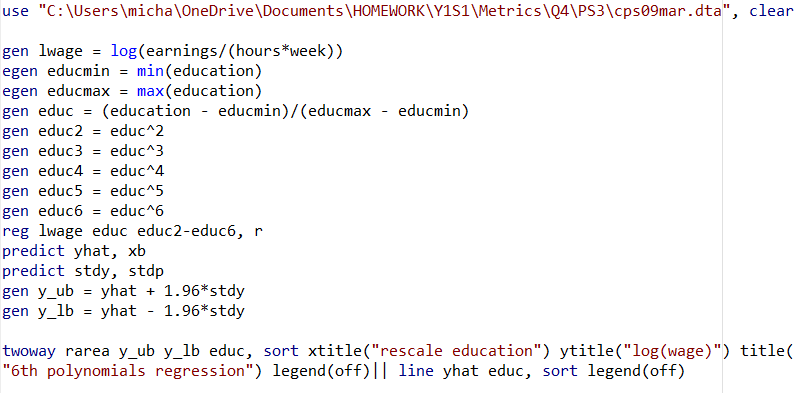 use "C:\Users\micha\OneDrive\Documents\HOMEWORK\Y1S1\Metrics\Q4\PS3\cps09mar.dta", clear
gen lwage = log(earnings/(hours*week))
egen educmin = min(education)
egen educmax = max(education)
gen educ = (education - educmin)/(educmax - educmin)
gen educ2 = educ^2
gen educ3 = educ^3
gen educ4 = educ^4
gen educ5 = educ^5
gen educ6 = educ^6
reg lwage educ educ2-educ6, r
predict yhat, xb
predict stdy, stdp
gen y_ub = yhat + 1.96*stdy
gen y_lb = yhat - 1.96*stdy
twoway rarea y_ub y_lb educ, sort xtitle("rescale education") ytitle("log(wage)") title(
"6th polynomials regression") legend(off)|| line yhat educ, sort legend(off)